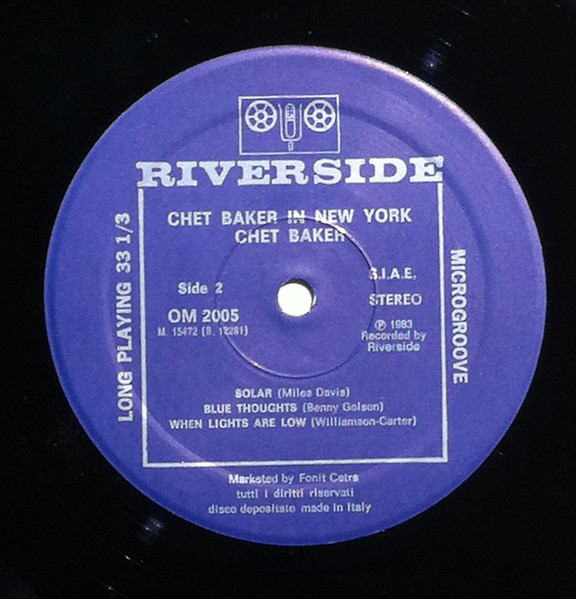 RIVERSIDE
CHET BAKER IN NEW YORK
CHET BAKER
LONG PLAYING 33 1/3
Side 2
S.I.A.E.
MICROGROOVE
OM 2005
STEREO
M. 15472 (R. 12281)
℗ 1983
Recorded by
Riverside
SOLAR (Miles Davis)
BLUE THOUGHTS (Benny Golson)
WHEN LIGHTS ARE LOW (Williamson-Carter)
Marketed by Fonit Cetra
tutti i diritti riservati
disco depositato made in Italy